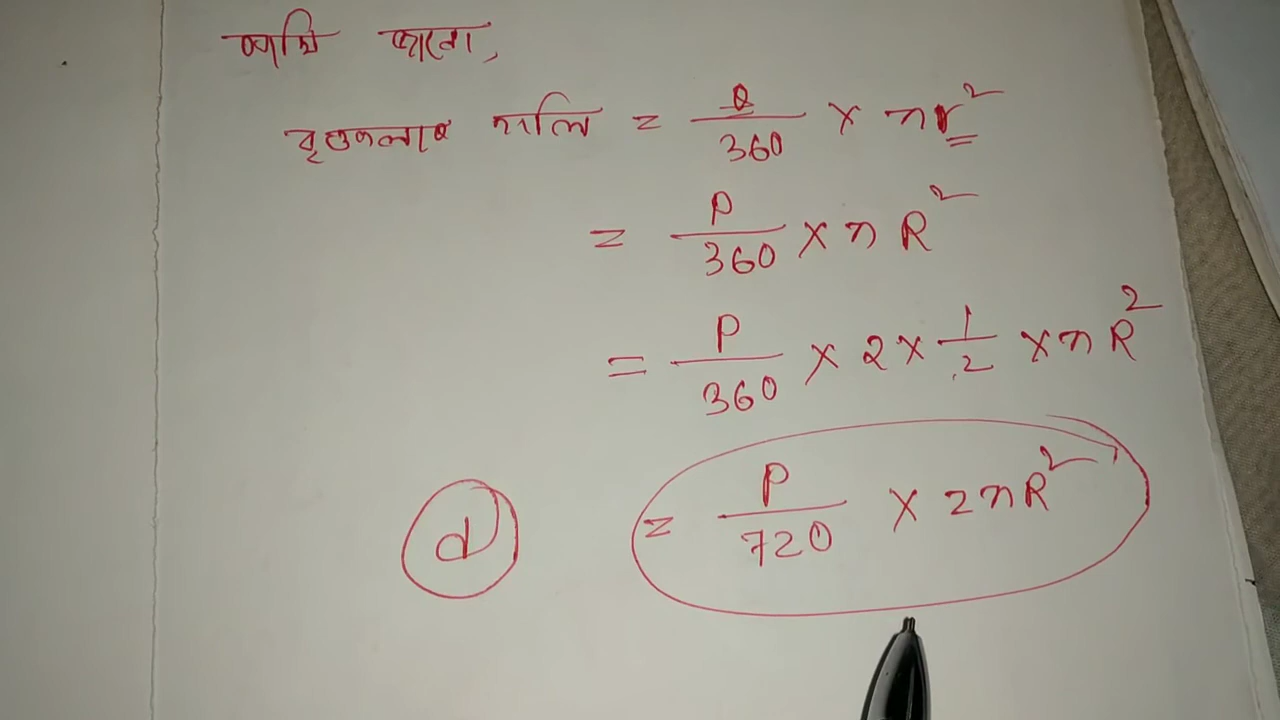 আমি জানো,
বৃত্তকলাৰ কালি = θ/360 × πr²
= P/360 × πR²
= P/360 × 2 × 1/2 × πR²
(d) = P/720 × 2πR²